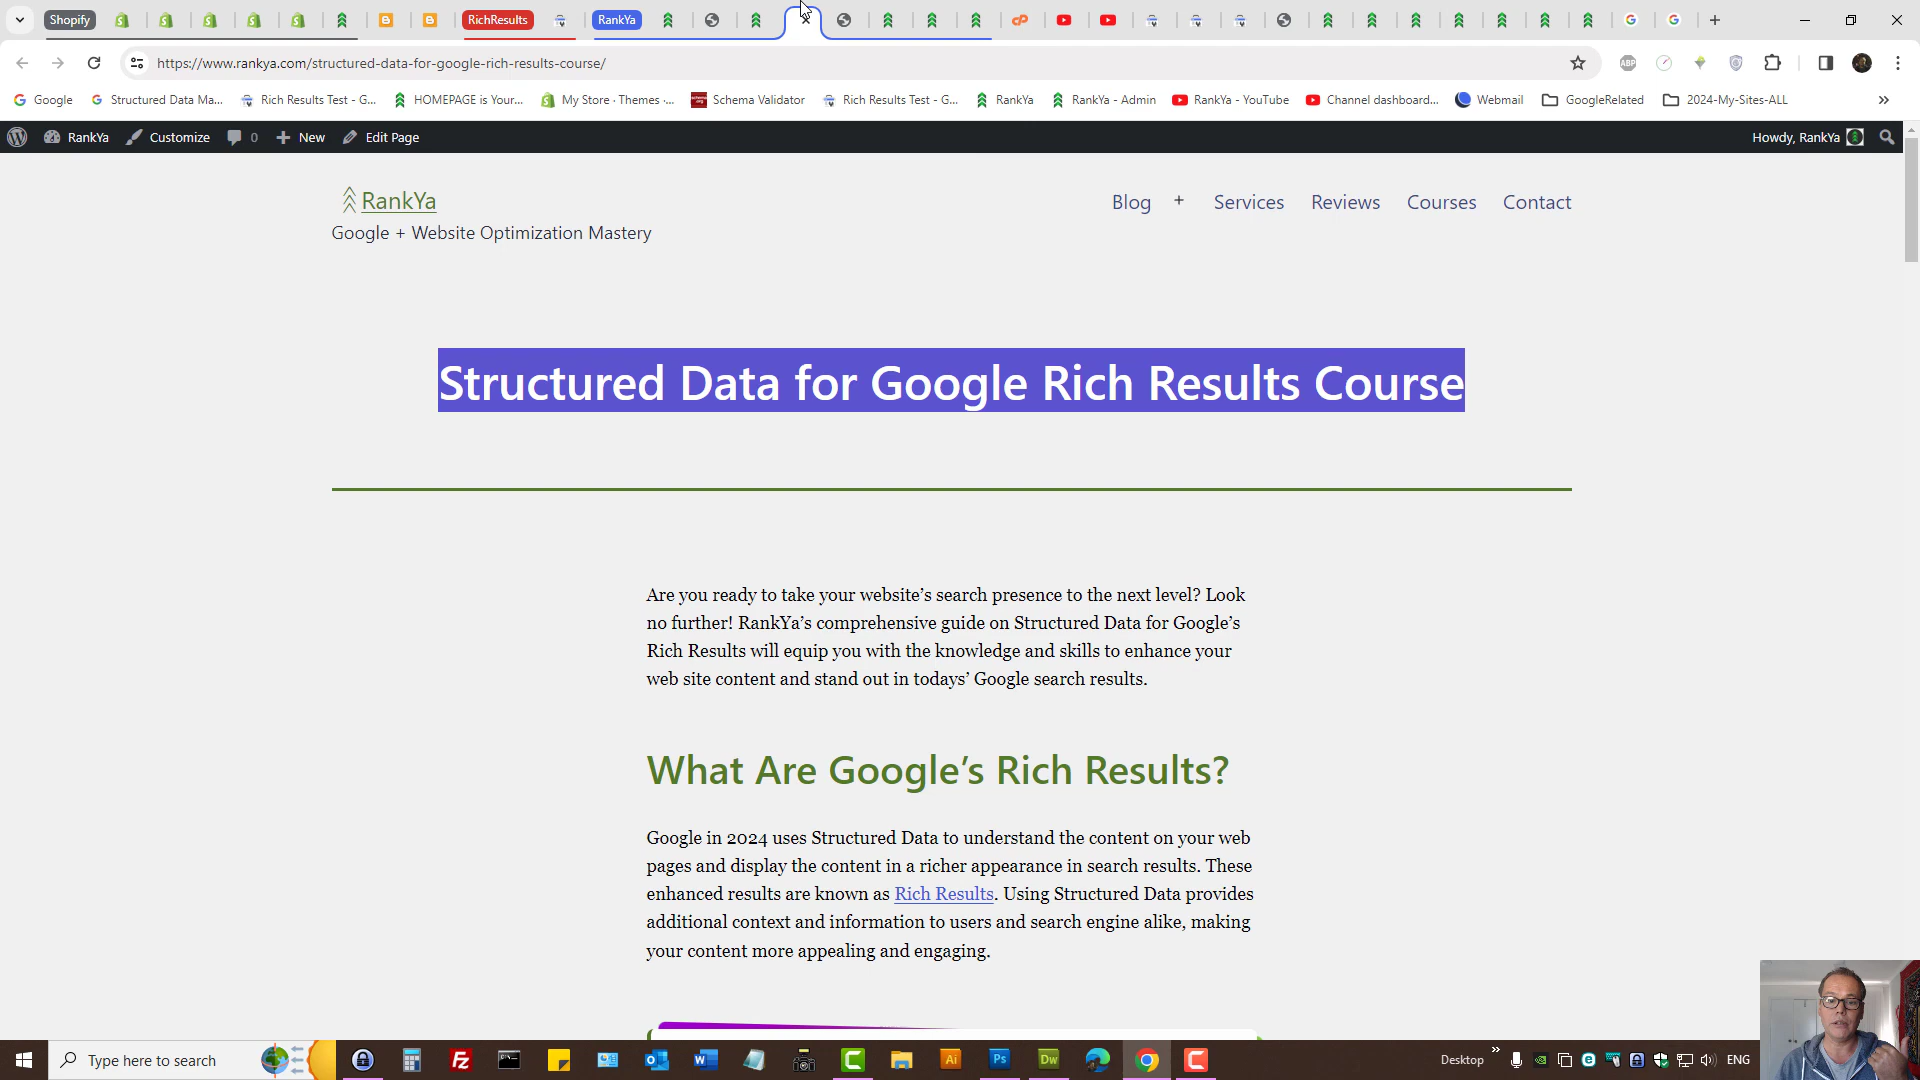 Shopify
RichResults
RankYa
https://www.rankya.com/structured-data-for-google-rich-results-course/
Google
Structured Data Ma...
Rich Results Test - G...
HOMEPAGE is Your...
My Store · Themes ·...
Schema Validator
Rich Results Test - G...
RankYa
RankYa - Admin
RankYa - YouTube
Channel dashboard...
Webmail
GoogleRelated
2024-My-Sites-ALL
RankYa
Customize
0
New
Edit Page
Howdy, RankYa
RankYa
Google + Website Optimization Mastery
Blog + Services Reviews Courses Contact
Structured Data for Google Rich Results Course
Are you ready to take your website’s search presence to the next level? Look
no further! RankYa’s comprehensive guide on Structured Data for Google’s
Rich Results will equip you with the knowledge and skills to enhance your
web site content and stand out in todays’ Google search results.
What Are Google’s Rich Results?
Google in 2024 uses Structured Data to understand the content on your web
pages and display the content in a richer appearance in search results. These
enhanced results are known as Rich Results. Using Structured Data provides
additional context and information to users and search engine alike, making
your content more appealing and engaging.
Type here to search
Desktop
ENG